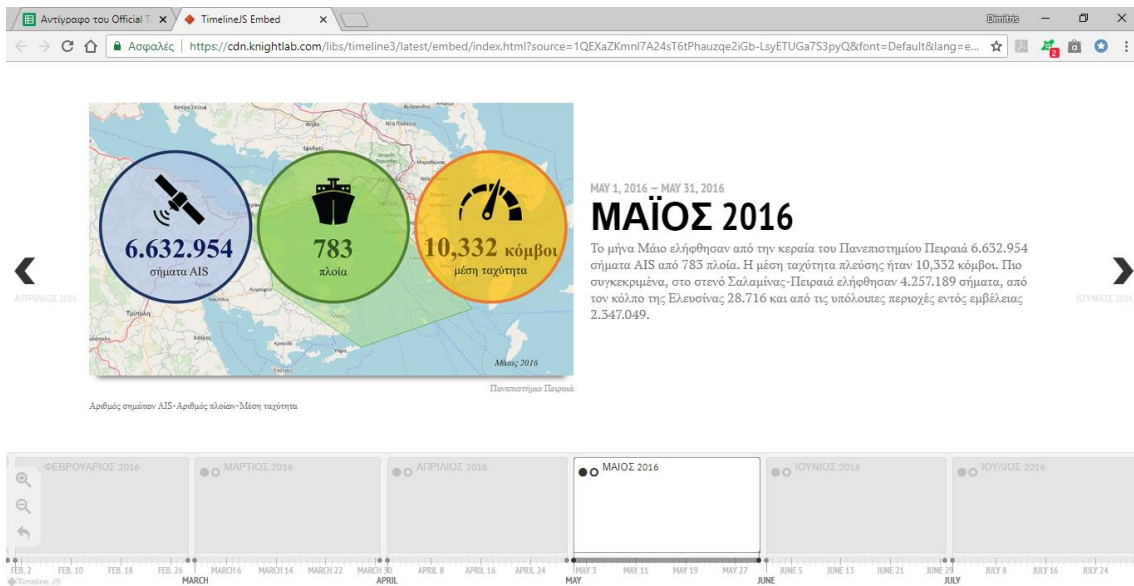 Αντίγραφο του Official T
TimelineJS Embed
Dimitris
Ασφαλές
https://cdn.knightlab.com/libs/timeline3/latest/embed/index.html?source=1QEXaZKmnI7A24sT6tPhauzqe2iGb-LsyETUGa7S3pyQ&font=Default&lang=e...
2
6.632.954
σήματα AIS
783
πλοία
10,332 κόμβοι
μέση ταχύτητα
Θήβα
Τρίπολη
Ύδρα
Μάιος 2016
Πανεπιστήμιο Πειραιά
Αριθμός σημάτων AIS-Αριθμός πλοίων-Μέση ταχύτητα
MAY 1, 2016 – MAY 31, 2016
ΜΑΪΟΣ 2016
Το μήνα Μάιο ελήφθησαν από την κεραία του Πανεπιστημίου Πειραιά 6.632.954
σήματα AIS από 783 πλοία. Η μέση ταχύτητα πλεύσης ήταν 10,332 κόμβοι. Πιο
συγκεκριμένα, στο στενό Σαλαμίνας-Πειραιά ελήφθησαν 4.257.189 σήματα, από
τον κόλπο της Ελευσίνας 28.716 και από τις υπόλοιπες περιοχές εντός εμβέλειας
2.347.049.
ΑΠΡΙΛΙΟΣ 2016
ΙΟΥΝΙΟΣ 2016
ΦΕΒΡΟΥΑΡΙΟΣ 2016
ΜΑΡΤΙΟΣ 2016
ΑΠΡΙΛΙΟΣ 2016
ΜΑΙΟΣ 2016
ΙΟΥΝΙΟΣ 2016
ΙΟΥΛΙΟΣ 2016
FEB. 2 FEB. 10 FEB. 18 FEB. 26 MARCH 6 MARCH 14 MARCH 22 MARCH 30 APRIL 8 APRIL 16 APRIL 24 MAY 3 MAY 11 MAY 19 MAY 27 JUNE 5 JUNE 13 JUNE 21 JUNE 29 JULY 8 JULY 16 JULY 24
Timeline JS
MARCH APRIL MAY JUNE JULY